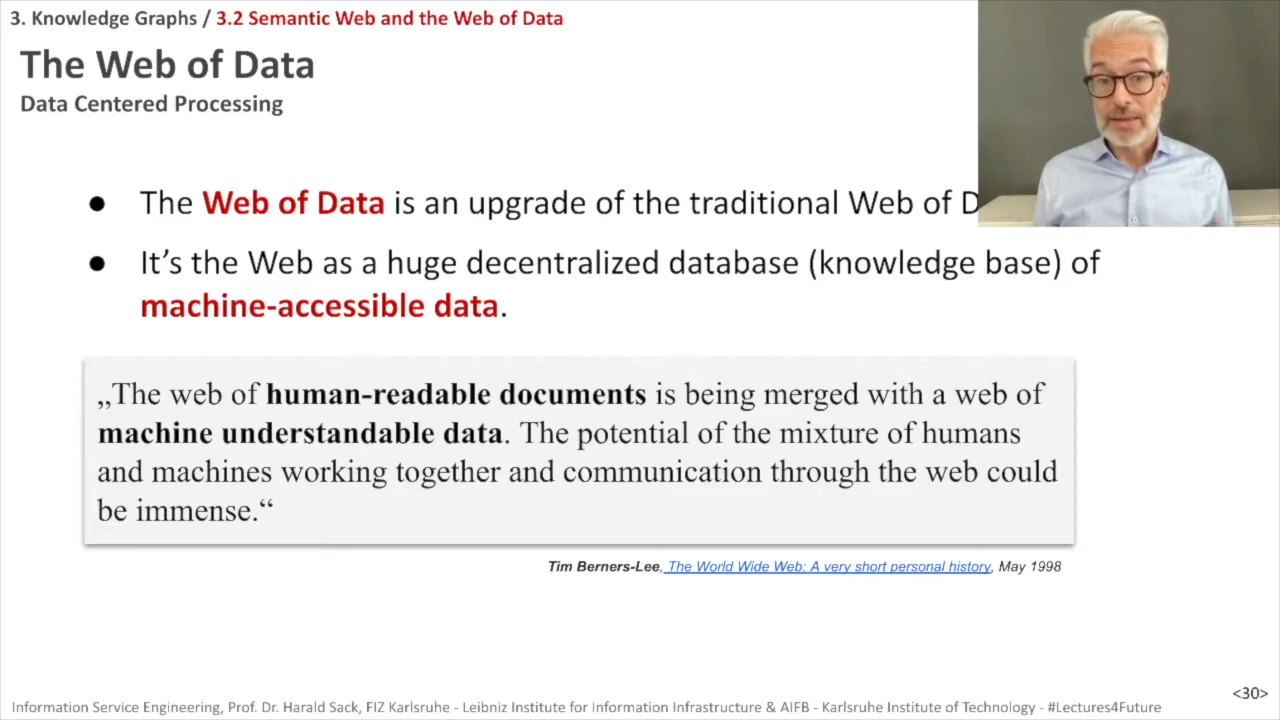 3. Knowledge Graphs / 3.2 Semantic Web and the Web of Data
The Web of Data
Data Centered Processing
● The Web of Data is an upgrade of the traditional Web of
● It’s the Web as a huge decentralized database (knowledge base) of
machine-accessible data.
„The web of human-readable documents is being merged with a web of
machine understandable data. The potential of the mixture of humans
and machines working together and communication through the web could
be immense.“
Tim Berners-Lee, The World Wide Web: A very short personal history, May 1998
<30>
Information Service Engineering, Prof. Dr. Harald Sack, FIZ Karlsruhe - Leibniz Institute for Information Infrastructure & AIFB - Karlsruhe Institute of Technology - #Lectures4Future